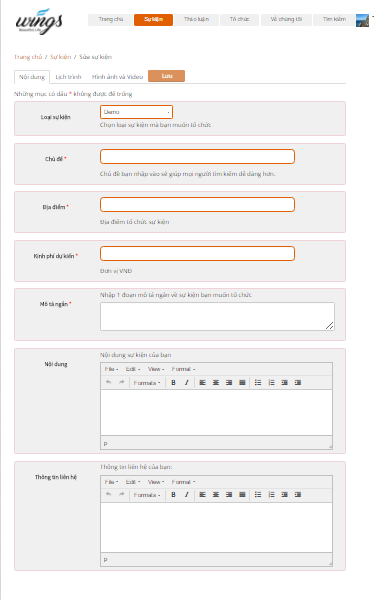 wings
Beautiful Life
Trang chủ Sự kiện Thảo luận Tổ chức Về chúng tôi Tìm kiếm
Trang chủ / Sự kiện / Sửa sự kiện
Nội dung Lịch trình Hình ảnh và Video Lưu
Những mục có dấu * không được để trống
Loại sự kiện Demo
Chọn loại sự kiện mà bạn muốn tổ chức
Chủ đề *
Chủ đề bạn nhập vào sẽ giúp mọi người tìm kiếm dễ dàng hơn.
Địa điểm *
Địa điểm tổ chức sự kiện
Kinh phí dự kiến *
Đơn vị VNĐ
Mô tả ngắn * Nhập 1 đoạn mô tả ngắn về sự kiện bạn muốn tổ chức
Nội dung Nội dung sự kiện của bạn
File Edit View Format
Formats B I
p
Thông tin liên hệ Thông tin liên hệ của bạn:
File Edit View Format
Formats B I
p